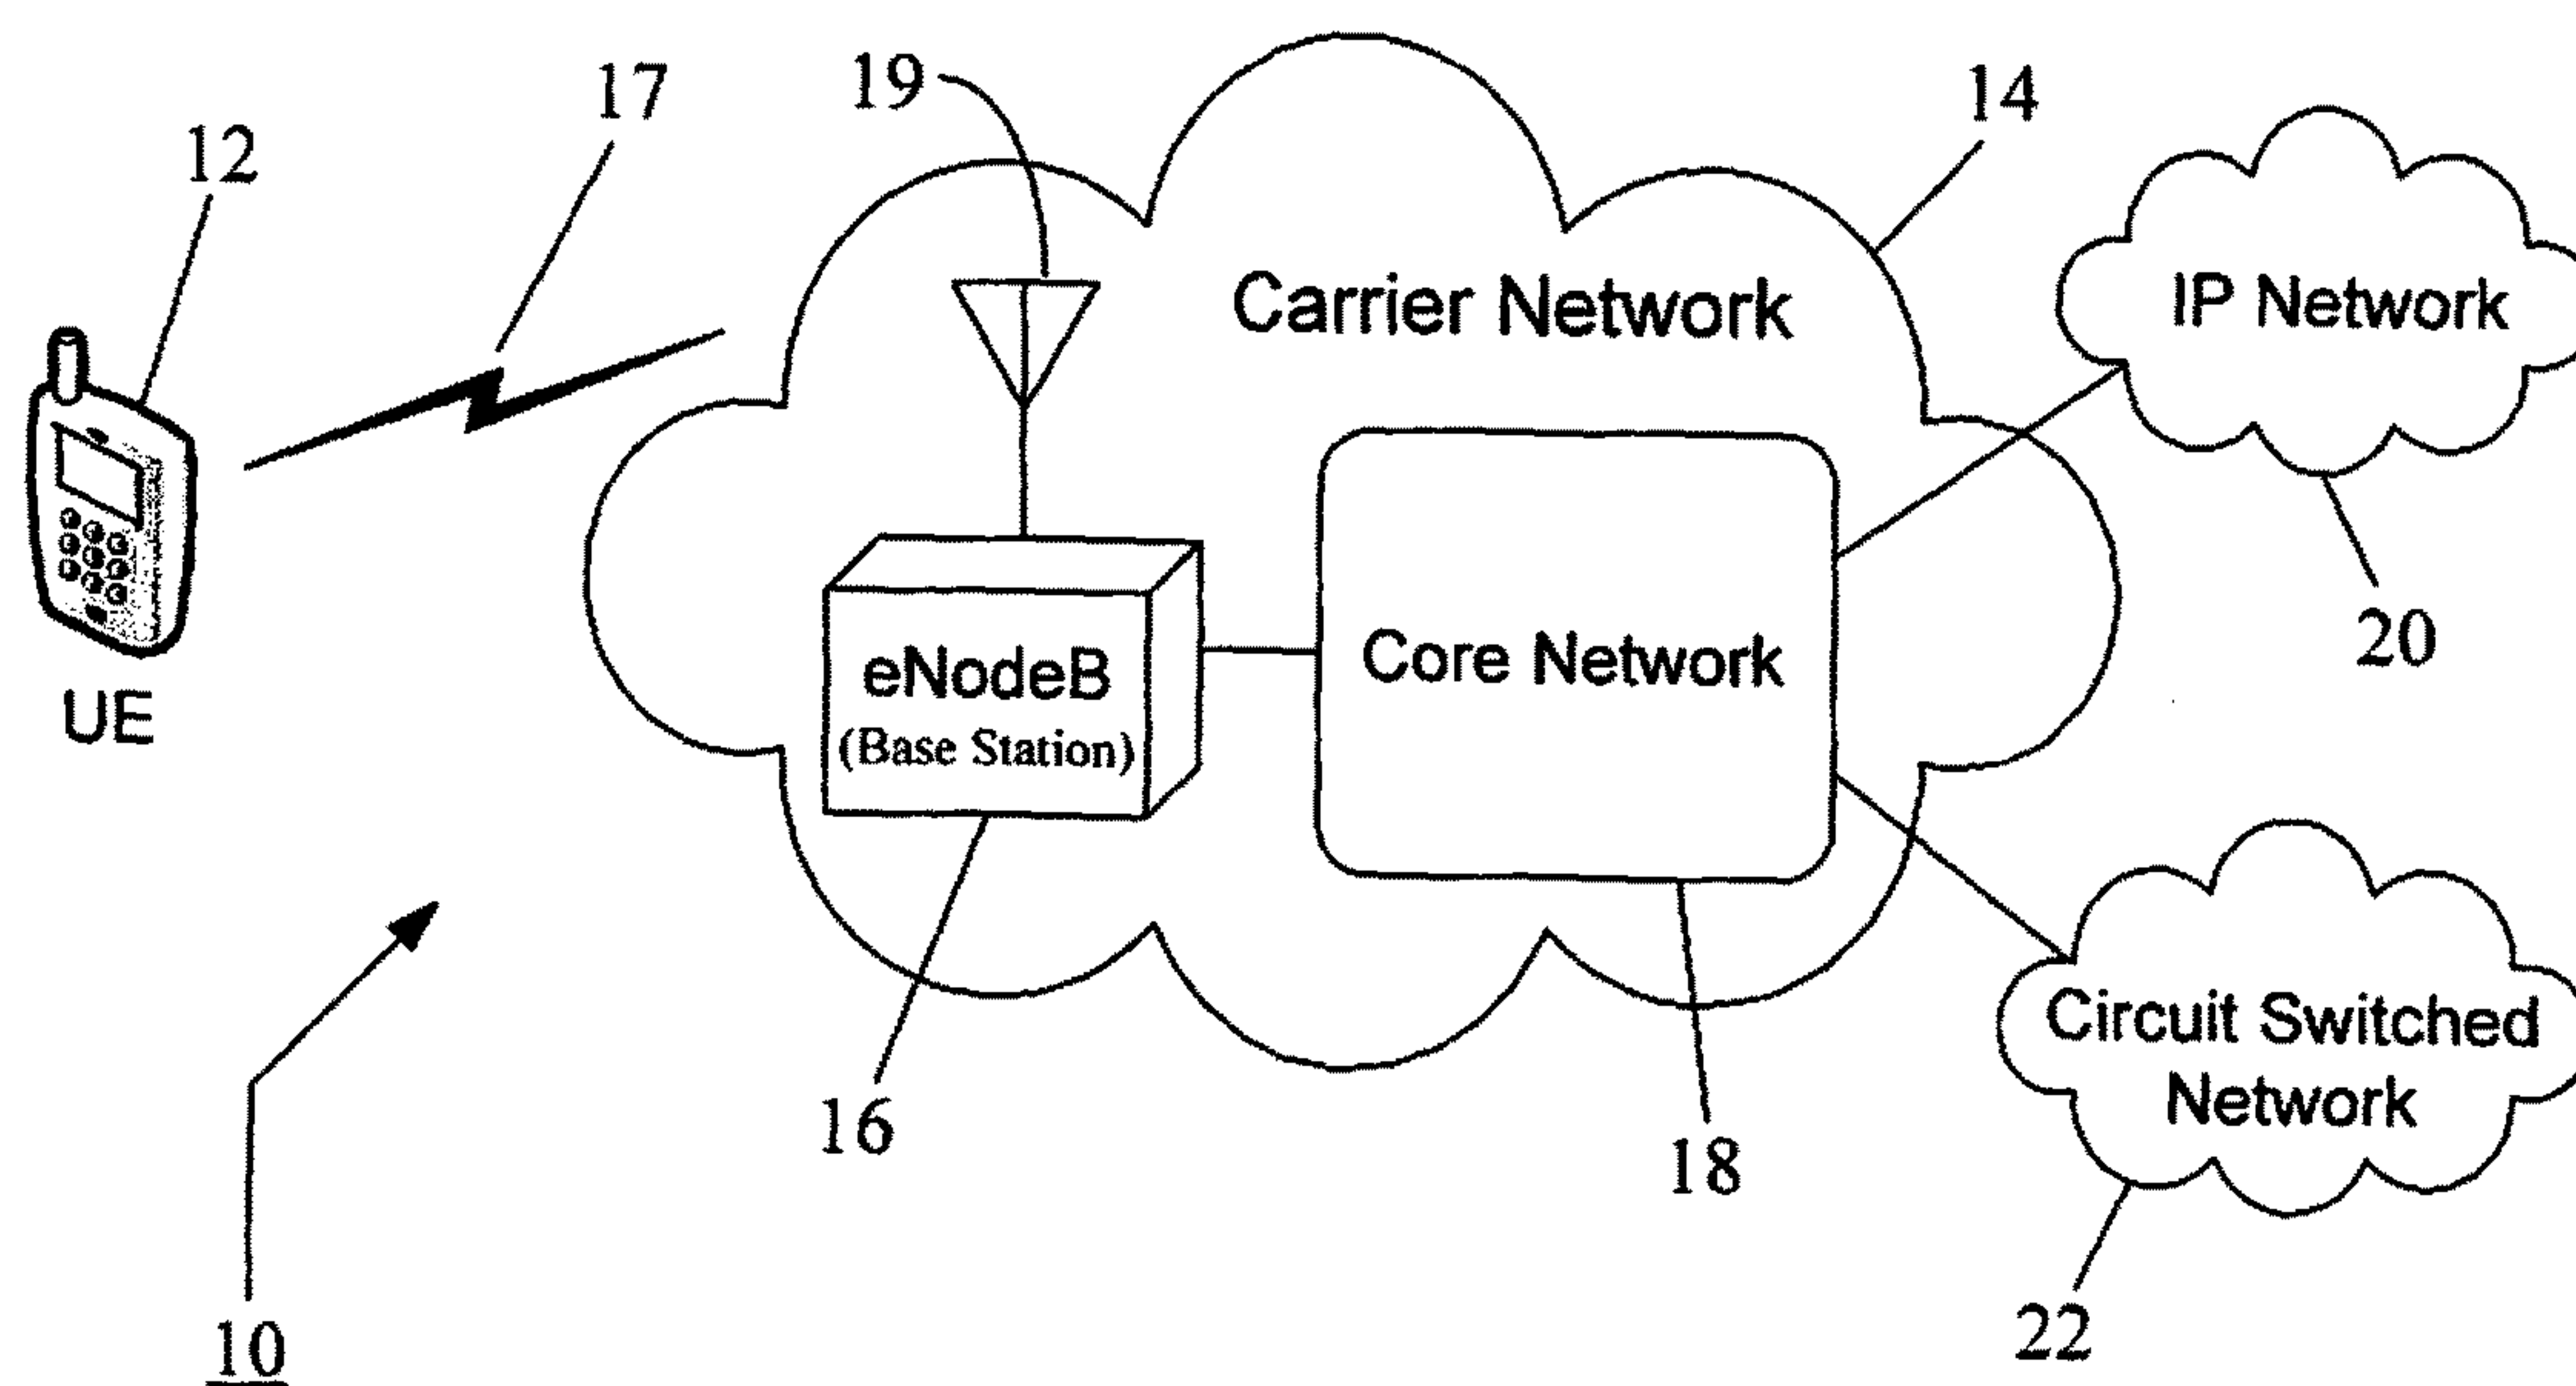 17
19
14
12
Carrier Network
IP Network
Core Network
20
eNodeB
(Base Station)
UE
Circuit Switched
Network
16
18
22
10